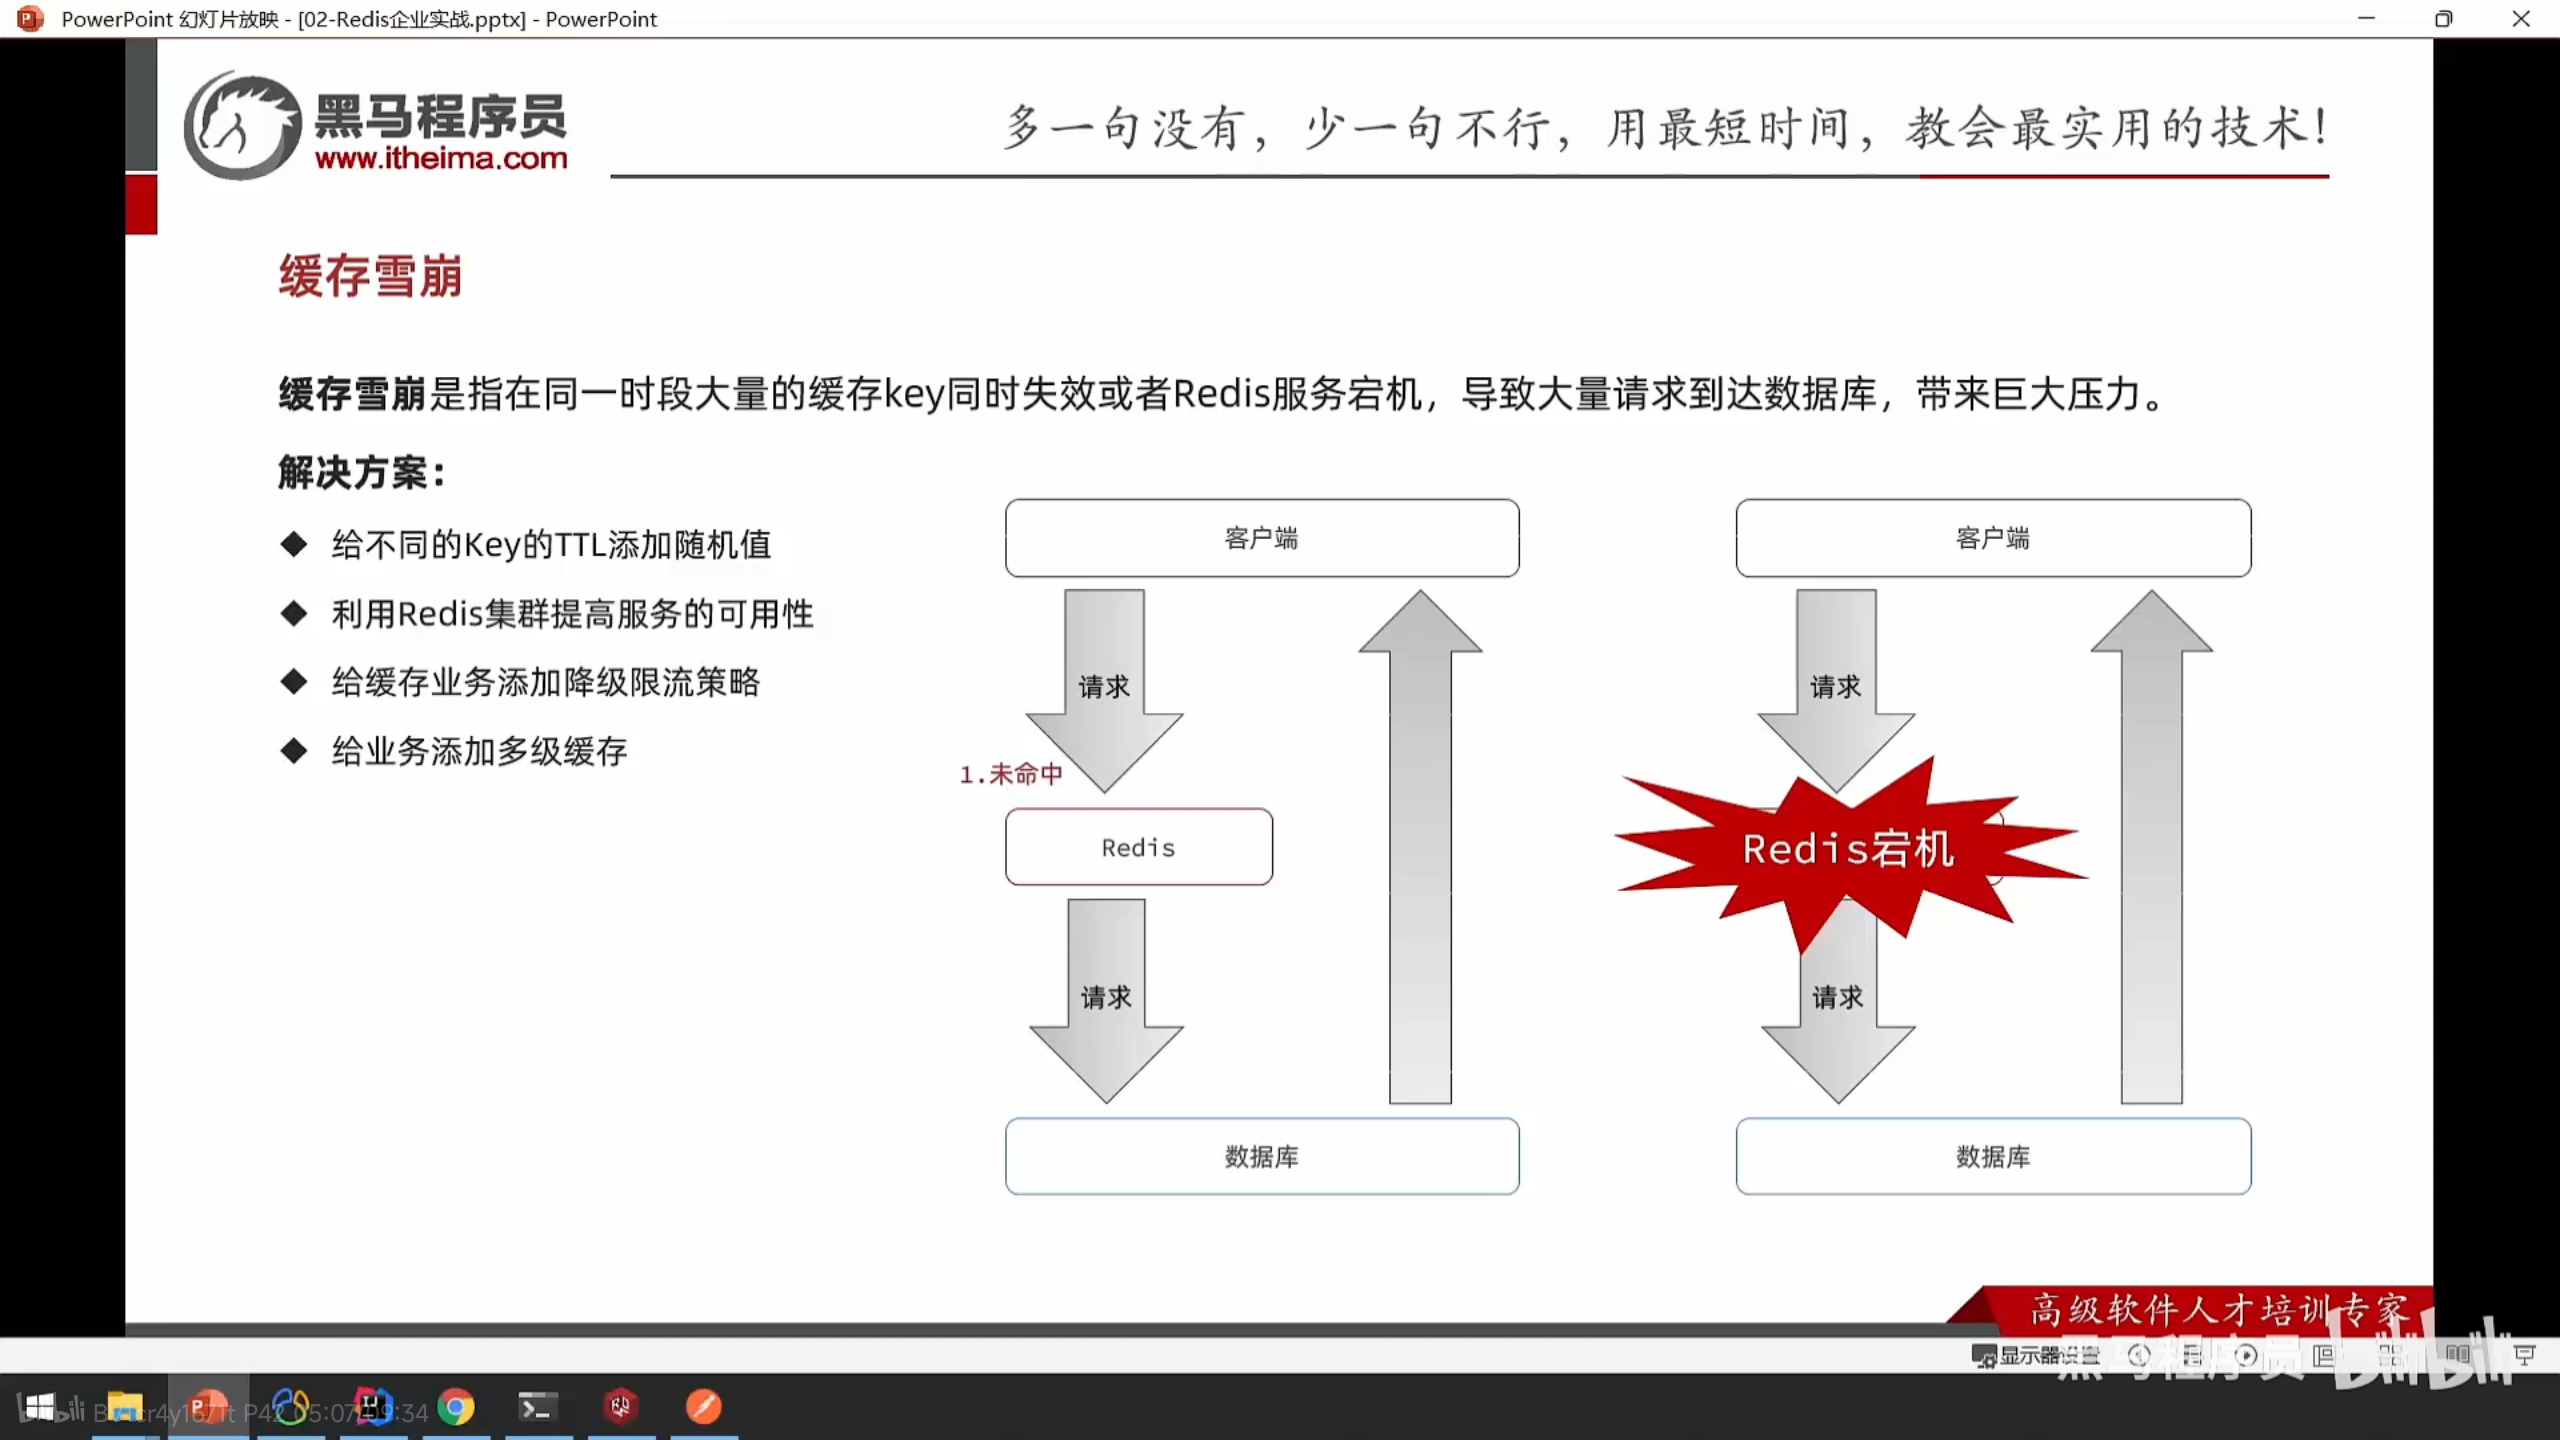 PowerPoint 幻灯片放映 - [02-Redis企业实战.pptx] - PowerPoint
黑马程序员
www.itheima.com
多一句没有，少一句不行，用最短时间，教会最实用的技术！
缓存雪崩
缓存雪崩是指在同一时段大量的缓存key同时失效或者Redis服务宕机，导致大量请求到达数据库，带来巨大压力。
解决方案：
给不同的Key的TTL添加随机值
利用Redis集群提高服务的可用性
给缓存业务添加降级限流策略
给业务添加多级缓存
客户端
请求
1.未命中
Redis
请求
数据库
客户端
请求
Redis宕机
请求
数据库
高级软件人才培训专家
显示器设置
黑马程序员 bilibili
bilibili
P42 05:07/09:34